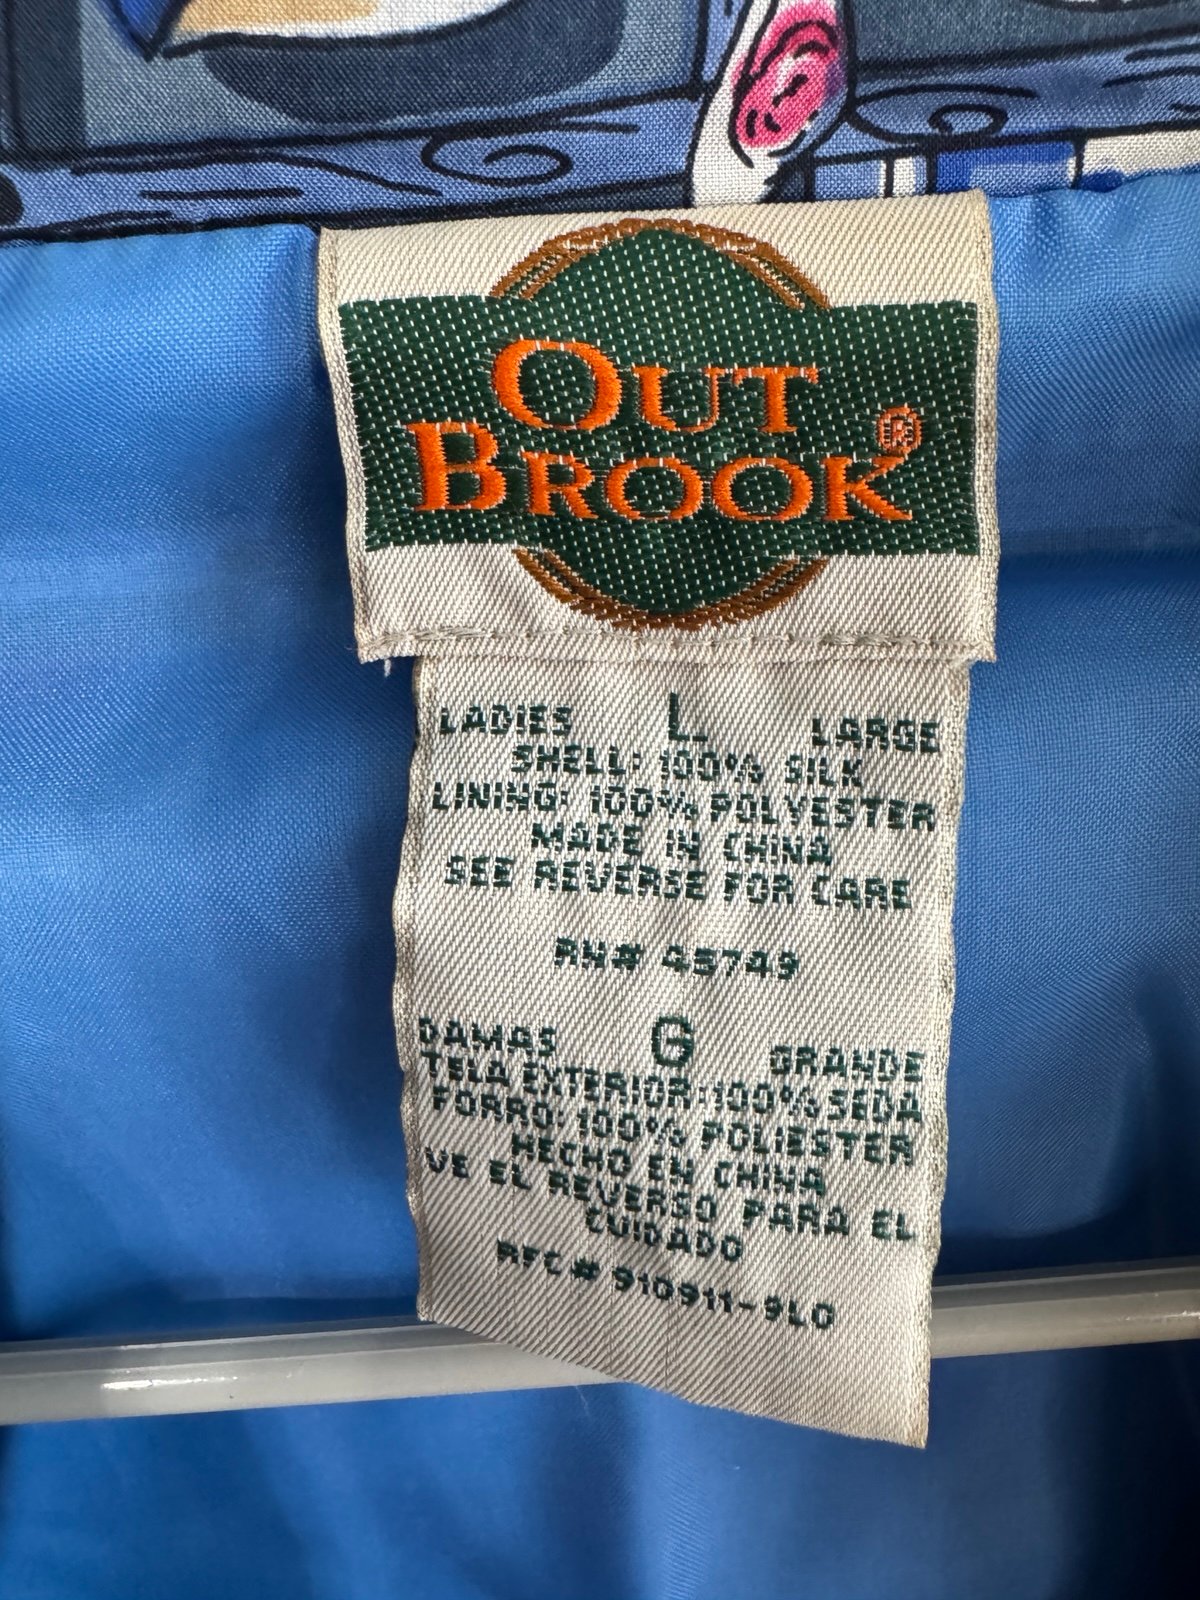 OUT
BROOK®
LADIES L LARGE
SHELL: 100% SILK
LINING: 100% POLYESTER
MADE IN CHINA
SEE REVERSE FOR CARE
RN# 45749
DAMAS G GRANDE
TELA EXTERIOR: 100% SEDA
FORRO: 100% POLIESTER
HECHO EN CHINA
VE EL REVERSO PARA EL
CUIDADO
RFC# 910911-9L0